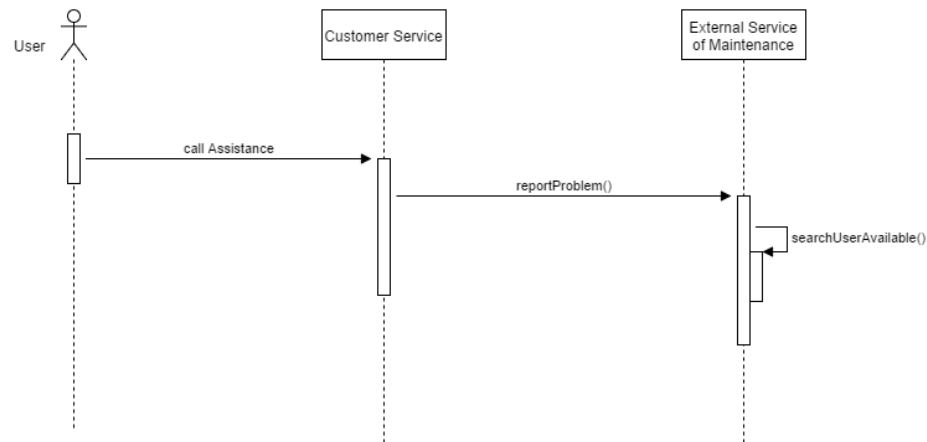 User
Customer Service
External Service
of Maintenance
call Assistance
reportProblem()
searchUserAvailable()